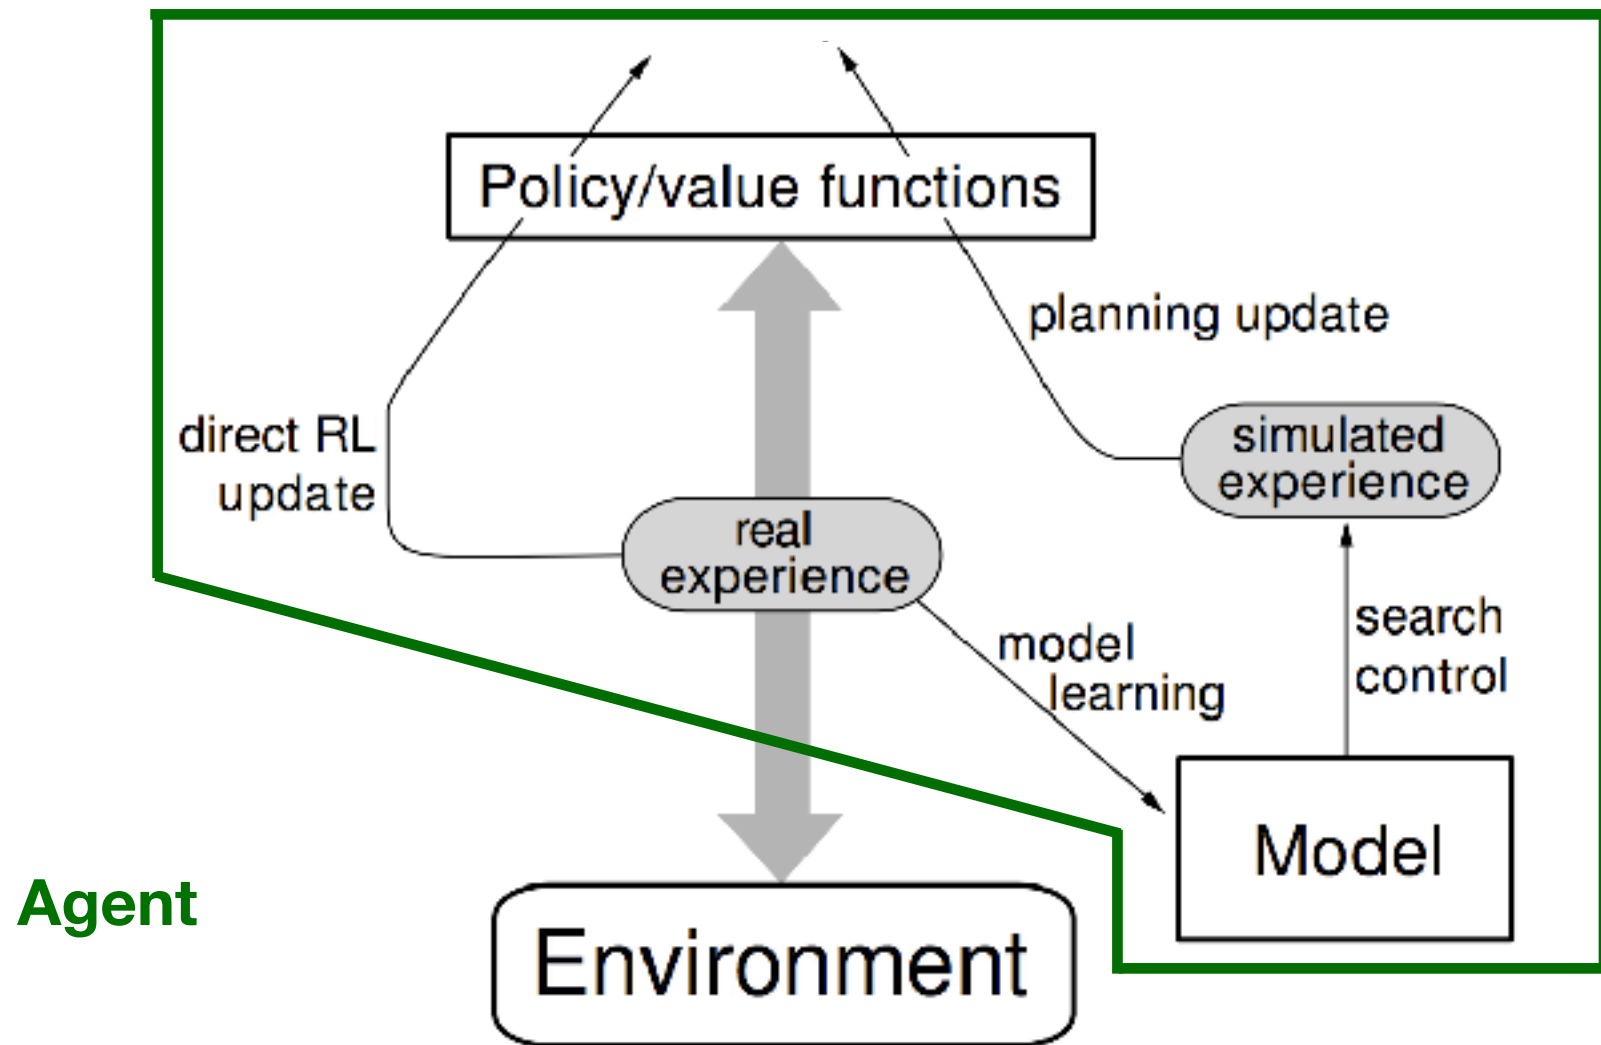 Policy/value functions
planning update
direct RL
update
simulated
experience
real
experience
model
learning
search
control
Model
Agent
Environment